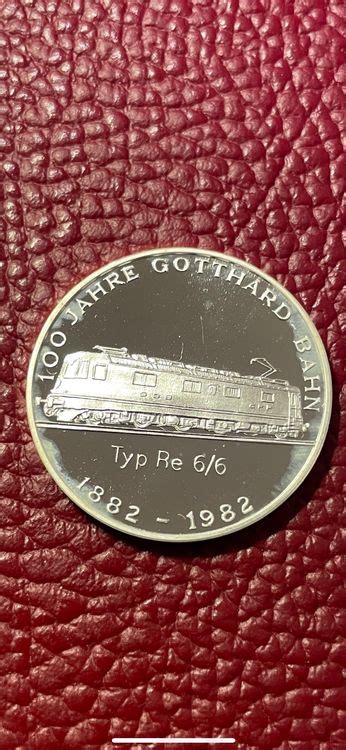 100 JAHRE GOTTHARD BAHN
Typ Re 6/6
1882 - 1982